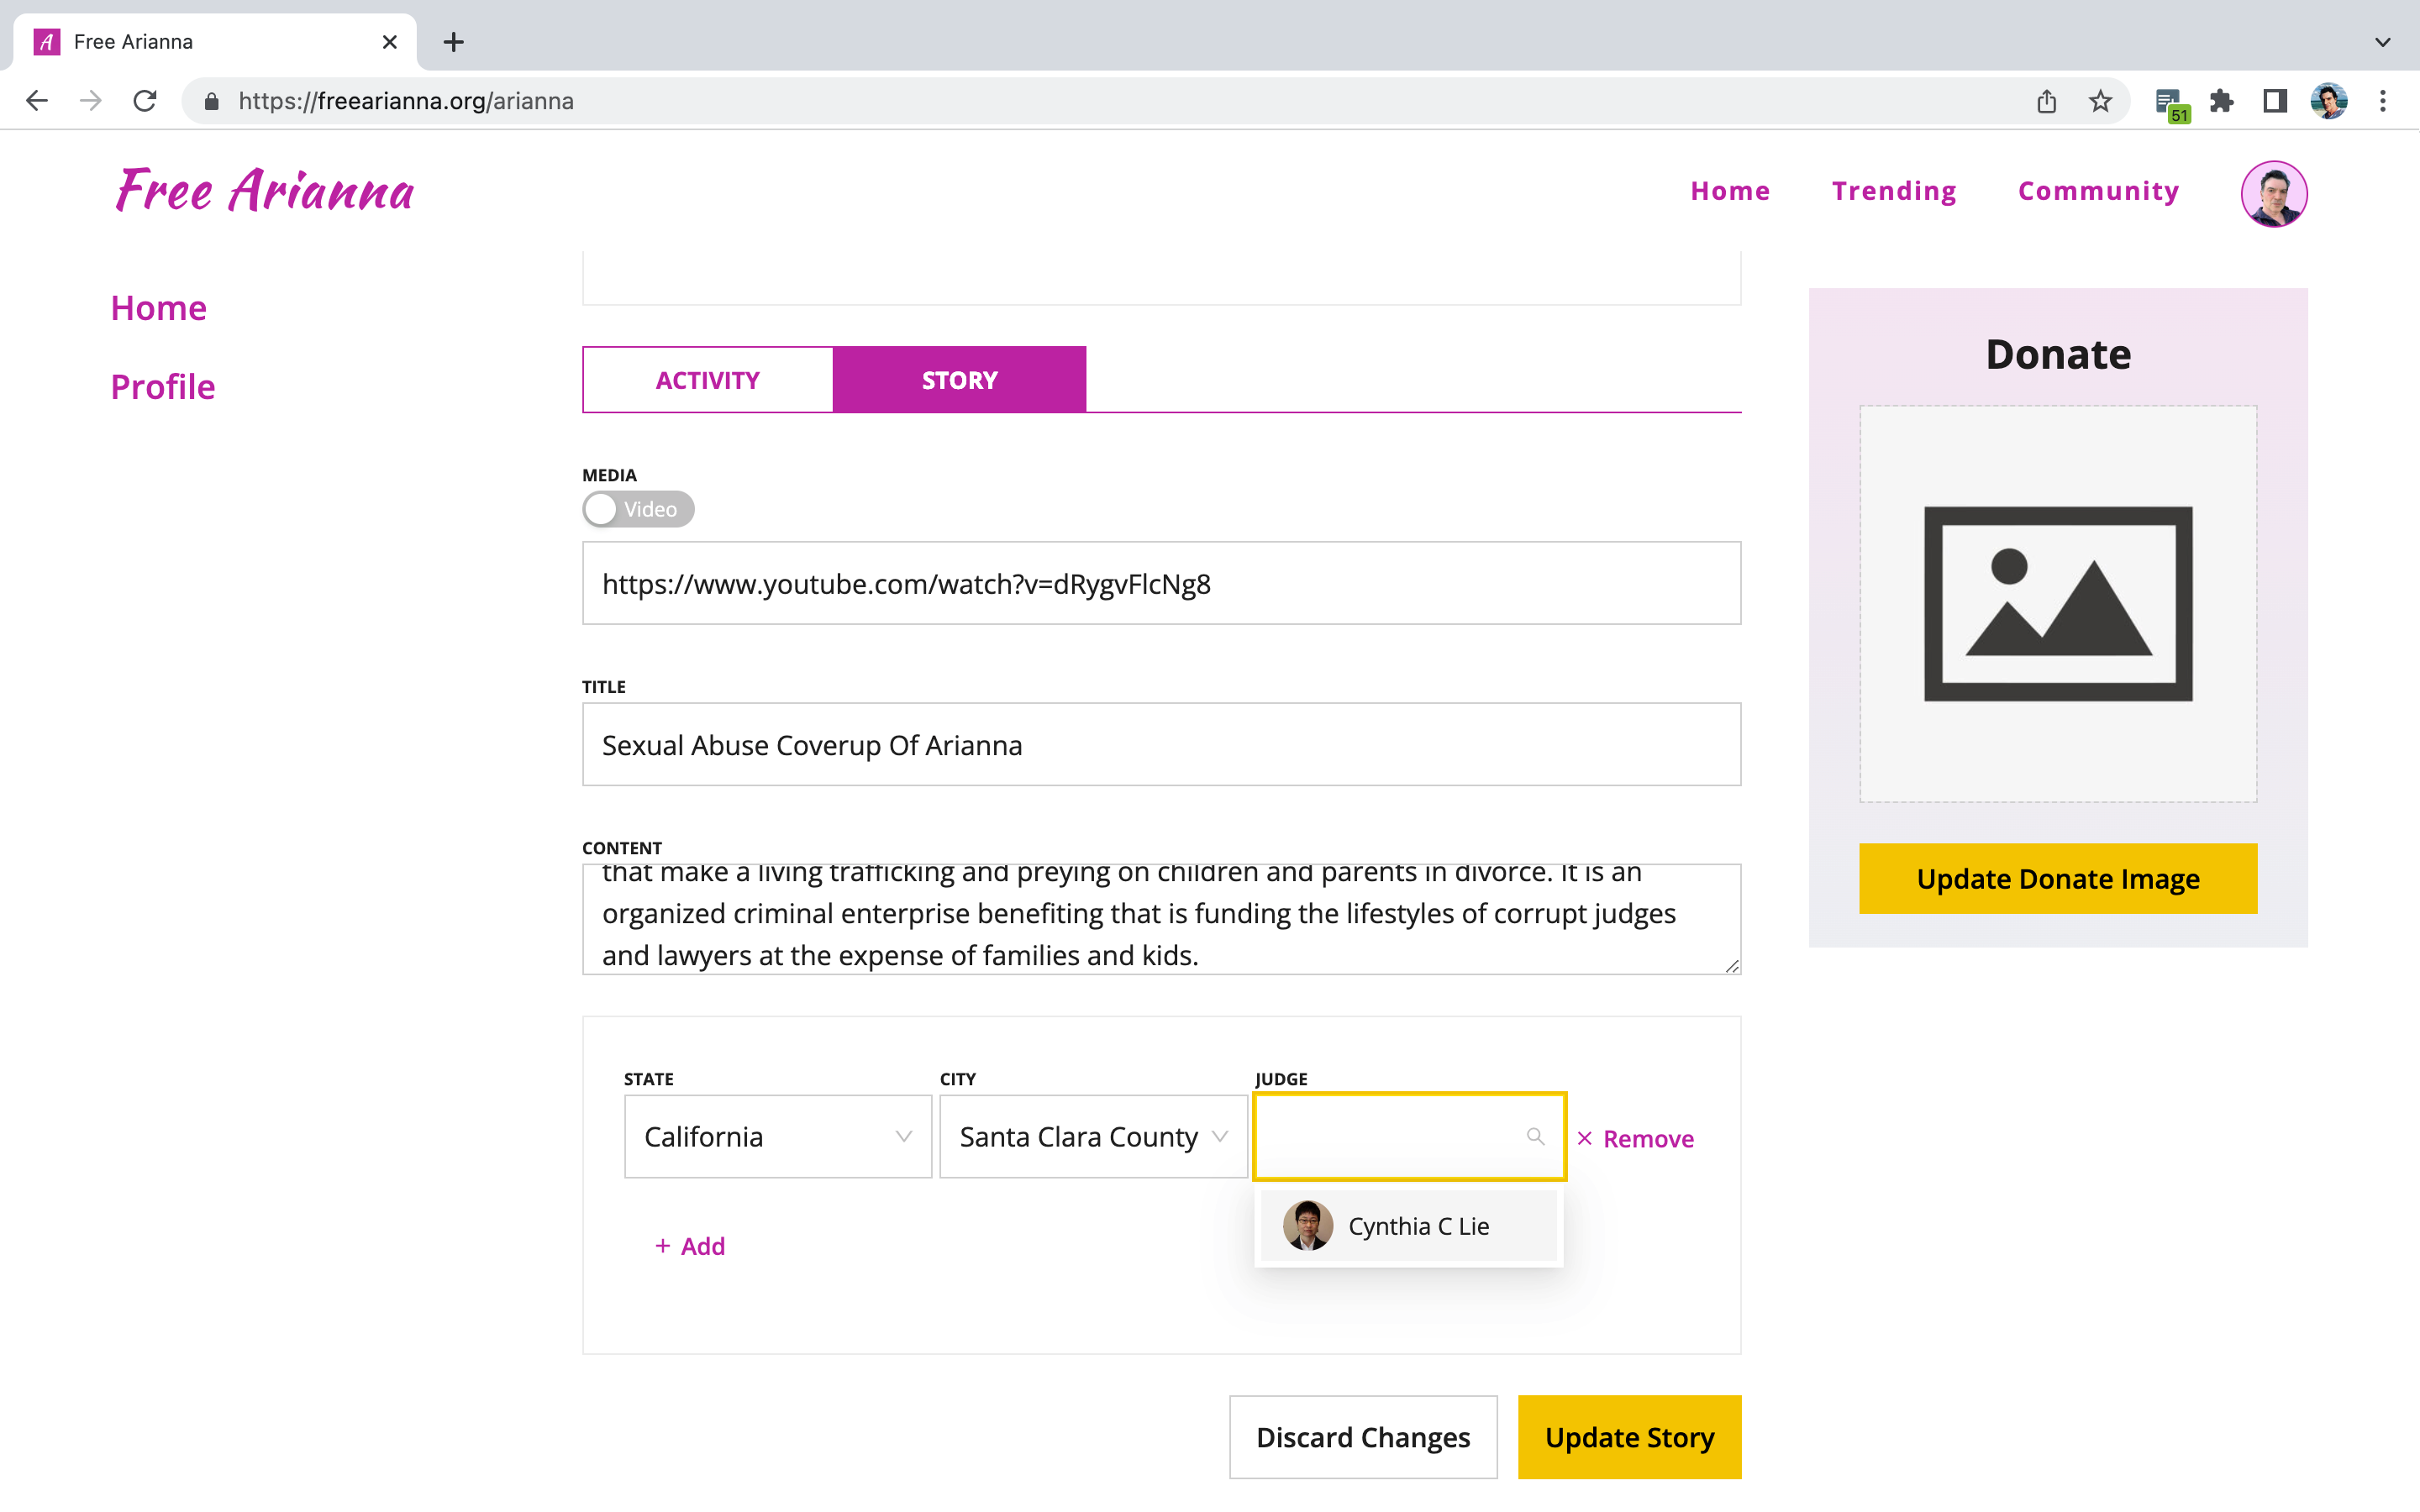 Free Arianna
https://freearianna.org/arianna
51
Free Arianna
Home
Trending
Community
Home
Profile
ACTIVITY
STORY
MEDIA
Video
https://www.youtube.com/watch?v=dRygvFlcNg8
TITLE
Sexual Abuse Coverup Of Arianna
CONTENT
that make a living trafficking and preying on children and parents in divorce. It is an
organized criminal enterprise benefiting that is funding the lifestyles of corrupt judges
and lawyers at the expense of families and kids.
STATE
CITY
JUDGE
California
Santa Clara County
Remove
Cynthia C Lie
+ Add
Discard Changes
Update Story
Donate
Update Donate Image